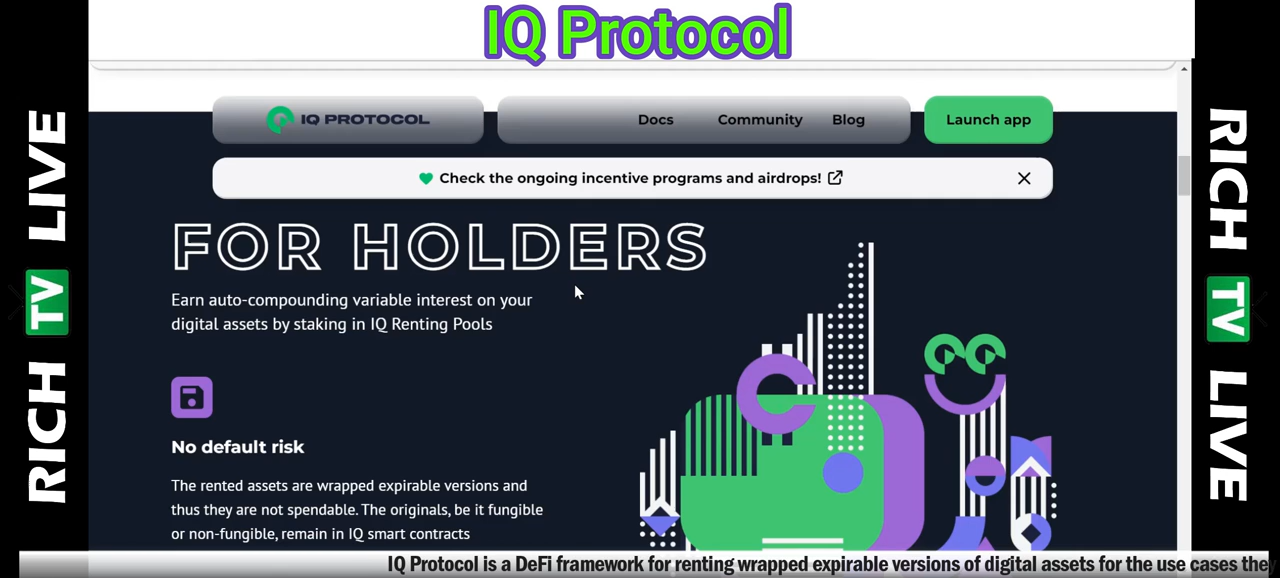 IQ Protocol
IQ PROTOCOL
Docs
Community
Blog
Launch app
Check the ongoing incentive programs and airdrops!
FOR HOLDERS
Earn auto-compounding variable interest on your
digital assets by staking in IQ Renting Pools
No default risk
The rented assets are wrapped expirable versions and
thus they are not spendable. The originals, be it fungible
or non-fungible, remain in IQ smart contracts
RICH TV LIVE
RICH TV LIVE
IQ Protocol is a DeFi framework for renting wrapped expirable versions of digital assets for the use cases they